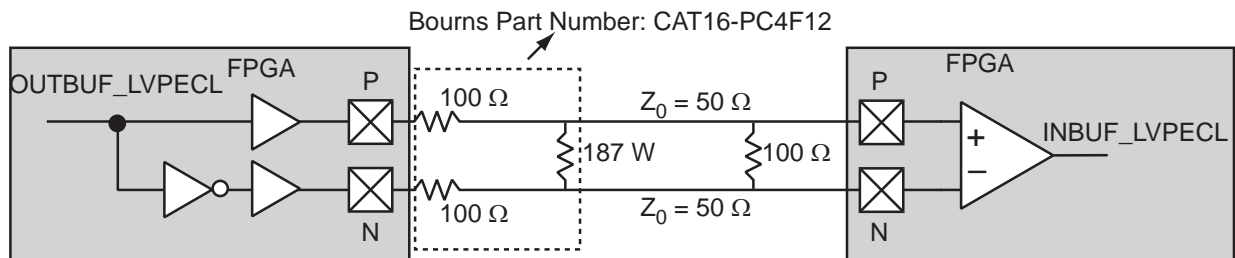 Bourns Part Number: CAT16-PC4F12
OUTBUF_LVPECL
FPGA
P
100 Ω
Z0 = 50 Ω
187 W
100 Ω
FPGA
P
+
−
INBUF_LVPECL
N
100 Ω
Z0 = 50 Ω
N